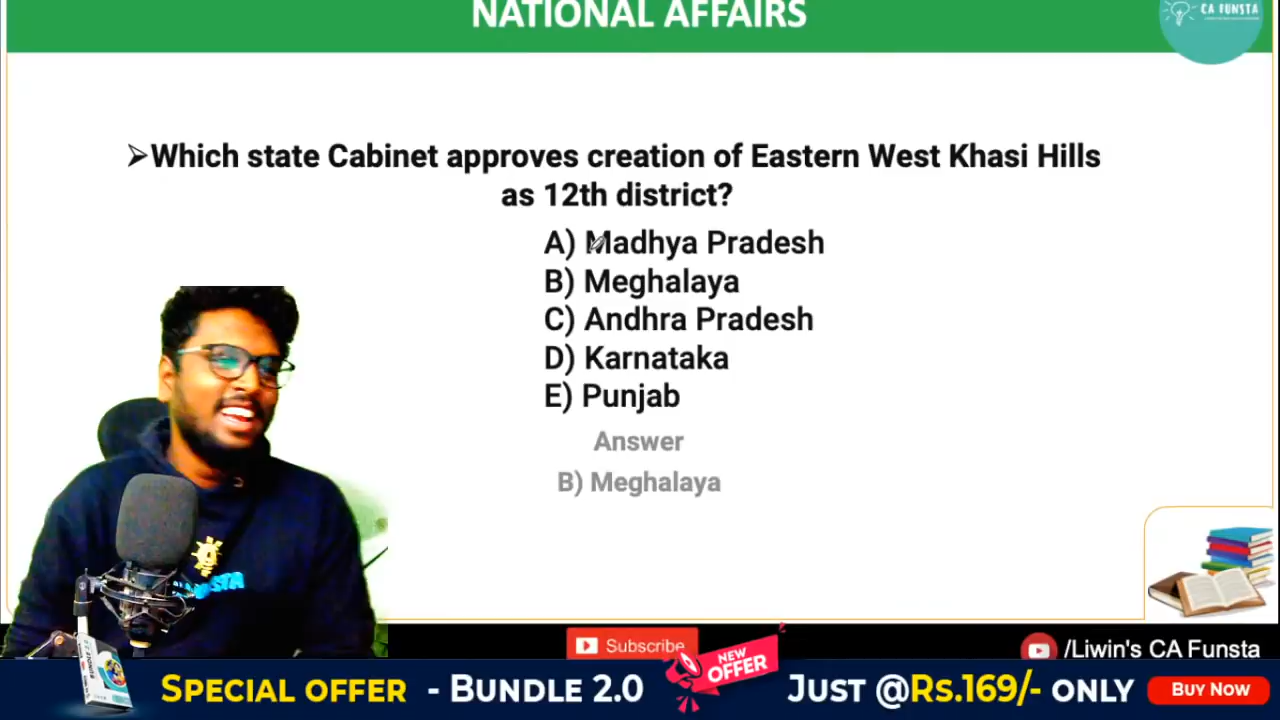 NATIONAL AFFAIRS
CA FUNSTA
➢Which state Cabinet approves creation of Eastern West Khasi Hills
as 12th district?
A) Madhya Pradesh
B) Meghalaya
C) Andhra Pradesh
D) Karnataka
E) Punjab
Answer
B) Meghalaya
Subscribe
/Liwin's CA Funsta
SPECIAL OFFER - BUNDLE 2.0
NEW
OFFER
JUST @Rs.169/- ONLY
BUY NOW